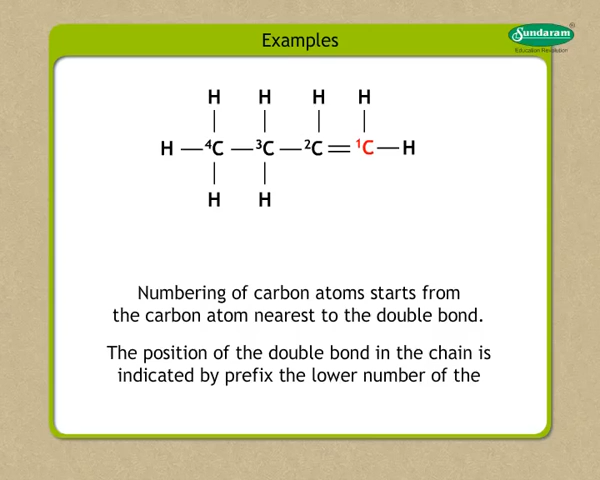 Examples
Sundaram
®
Education Revolution
H H H H
H — ⁴C — ³C — ²C = ¹C — H
H H
Numbering of carbon atoms starts from
the carbon atom nearest to the double bond.
The position of the double bond in the chain is
indicated by prefix the lower number of the